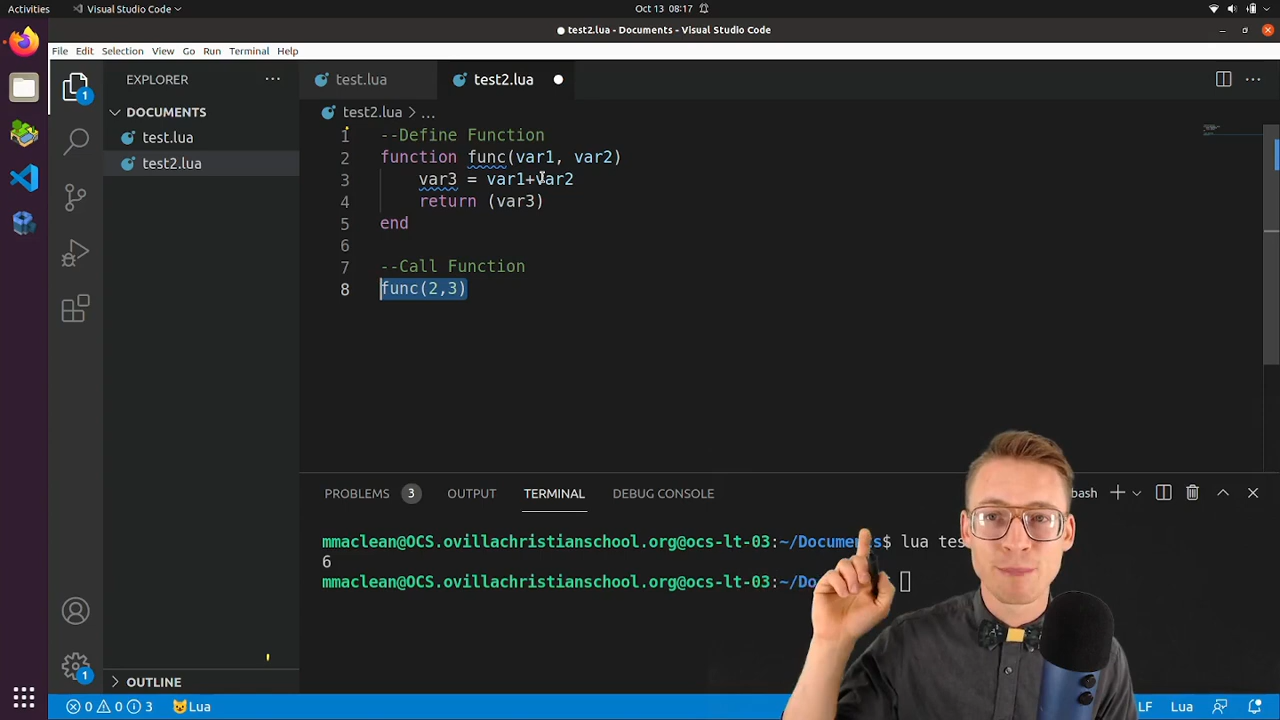 Activities
Visual Studio Code
Oct 13 08:17
test2.lua - Documents - Visual Studio Code
File Edit Selection View Go Run Terminal Help
EXPLORER
test.lua
test2.lua
DOCUMENTS
test2.lua > ...
test.lua
test2.lua
1 --Define Function
2 function func(var1, var2)
3 var3 = var1+var2
4 return (var3)
5 end
6
7 --Call Function
8 func(2,3)
PROBLEMS 3 OUTPUT TERMINAL DEBUG CONSOLE
mmaclean@OCS.ovillachristianschool.org@ocs-lt-03:~/Documents$ lua
6
mmaclean@OCS.ovillachristianschool.org@ocs-lt-03:~/
OUTLINE
1
1
0 0 3 Lua
LF Lua